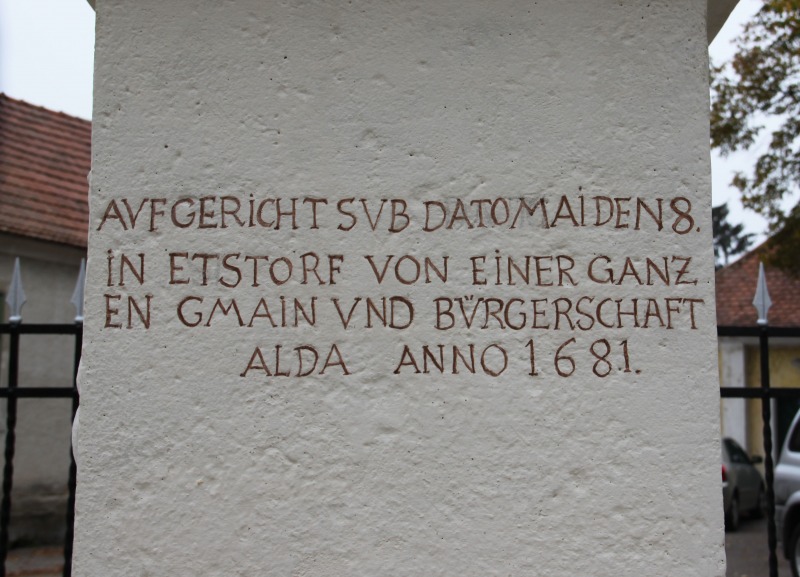 AVFGERICHT SVB DATO MAI DEN 8.
IN ETSTORF VON EINER GANZ
EN GMAIN VND BÜRGERSCHAFT
ALDA ANNO 1681.